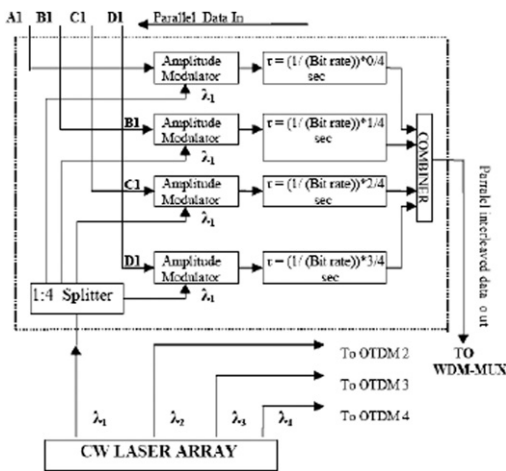 A1 B1 C1 D1 Parallel Data In
Amplitude Modulator
τ = (1/ (Bit rate))*0/4
sec
λ1
B1
Amplitude Modulator
τ = (1/ (Bit rate))*1/4
sec
λ1
C1
Amplitude Modulator
τ = (1/ (Bit rate))*2/4
sec
λ1
D1
Amplitude Modulator
τ = (1/ (Bit rate))*3/4
sec
λ1
COMBINER
Parralel interleaved data out
1:4 Splitter
TO
WDM-MUX
To OTDM 2
To OTDM 3
To OTDM 4
λ1 λ2 λ3 λ4
CW LASER ARRAY